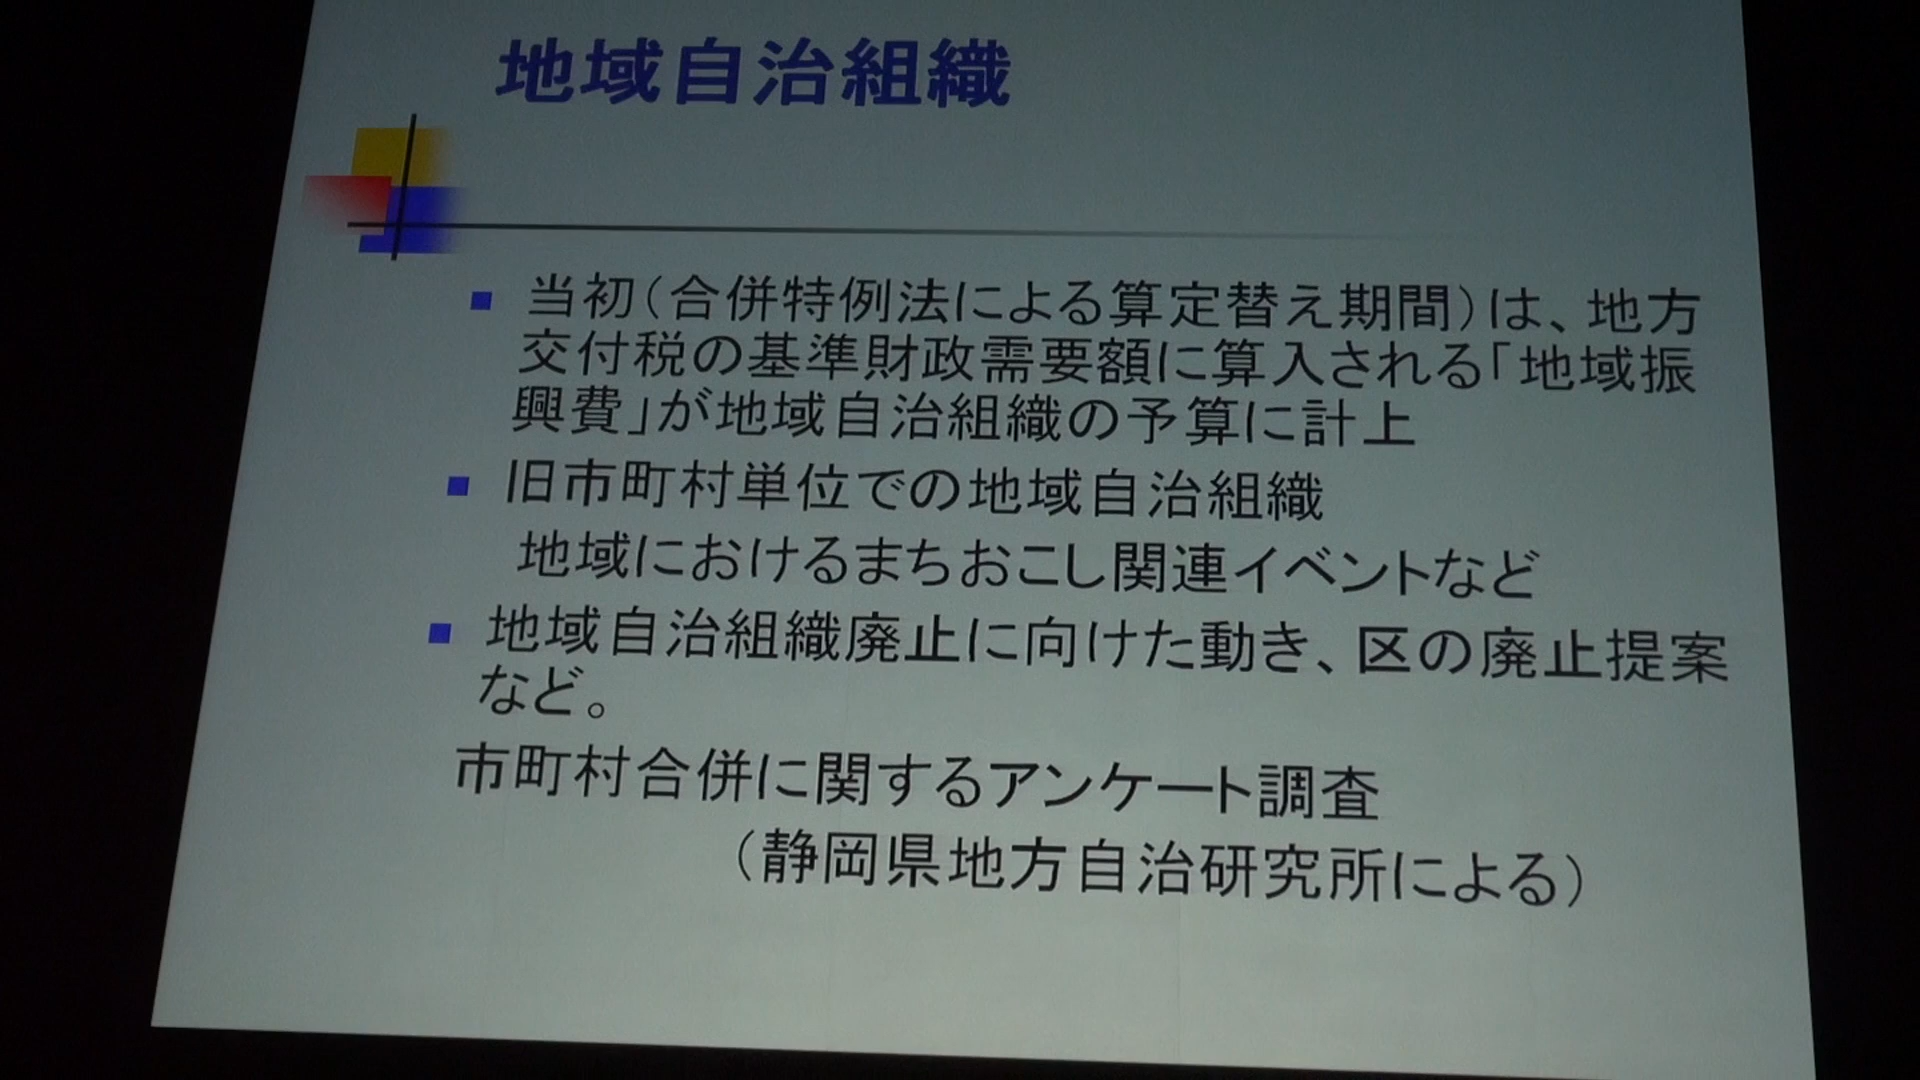 地域自治組織
当初（合併特例法による算定替え期間）は、地方
交付税の基準財政需要額に算入される「地域振
興費」が地域自治組織の予算に計上
旧市町村単位での地域自治組織
地域におけるまちおこし関連イベントなど
地域自治組織廃止に向けた動き、区の廃止提案
など。
市町村合併に関するアンケート調査
（静岡県地方自治研究所による）